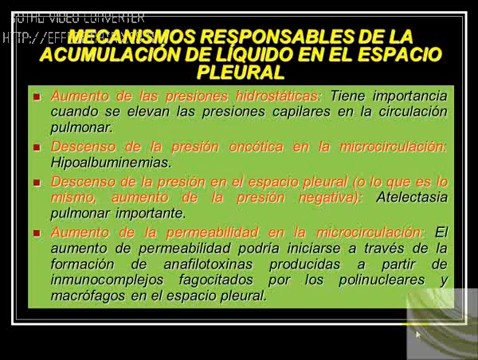 MECANISMOS RESPONSABLES DE LA
ACUMULACIÓN DE LÍQUIDO EN EL ESPACIO
PLEURAL
Aumento de las presiones hidrostáticas: Tiene importancia
cuando se elevan las presiones capilares en la circulación
pulmonar.
Descenso de la presión oncótica en la microcirculación:
Hipoalbuminemias.
Descenso de la presión en el espacio pleural (o lo que es lo
mismo, aumento de la presión negativa): Atelectasia
pulmonar importante.
Aumento de la permeabilidad en la microcirculación: El
aumento de permeabilidad podría iniciarse a través de la
formación de anafilotoxinas producidas a partir de
inmunocomplejos fagocitados por los polinucleares y
macrófagos en el espacio pleural.